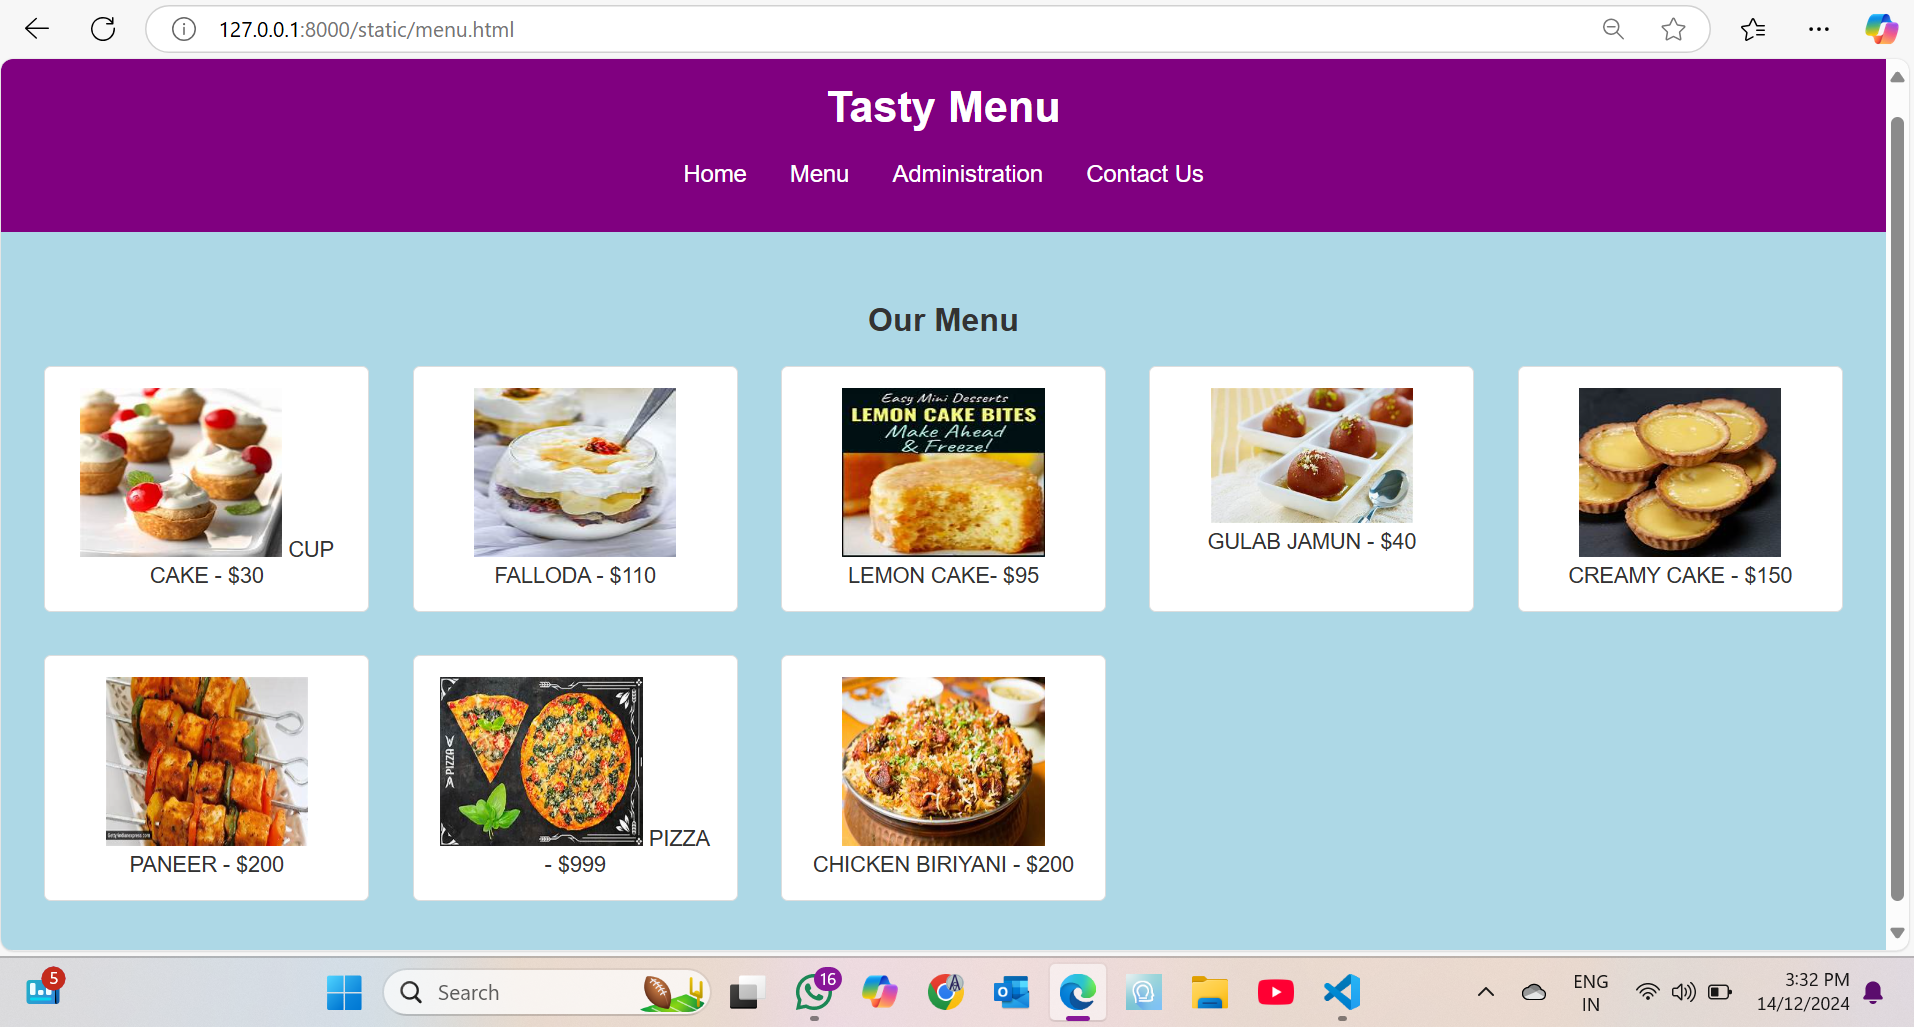 127.0.0.1:8000/static/menu.html
Tasty Menu
Home Menu Administration Contact Us
Our Menu
Easy Mini Desserts
LEMON CAKE BITES
Make Ahead
& Freeze!
CUP
CAKE - $30
FALLODA - $110
LEMON CAKE- $95
GULAB JAMUN - $40
CREAMY CAKE - $150
PIZZA
PANEER - $200
PIZZA
- $999
CHICKEN BIRIYANI - $200
5
Search
16
ENG
IN
3:32 PM
14/12/2024